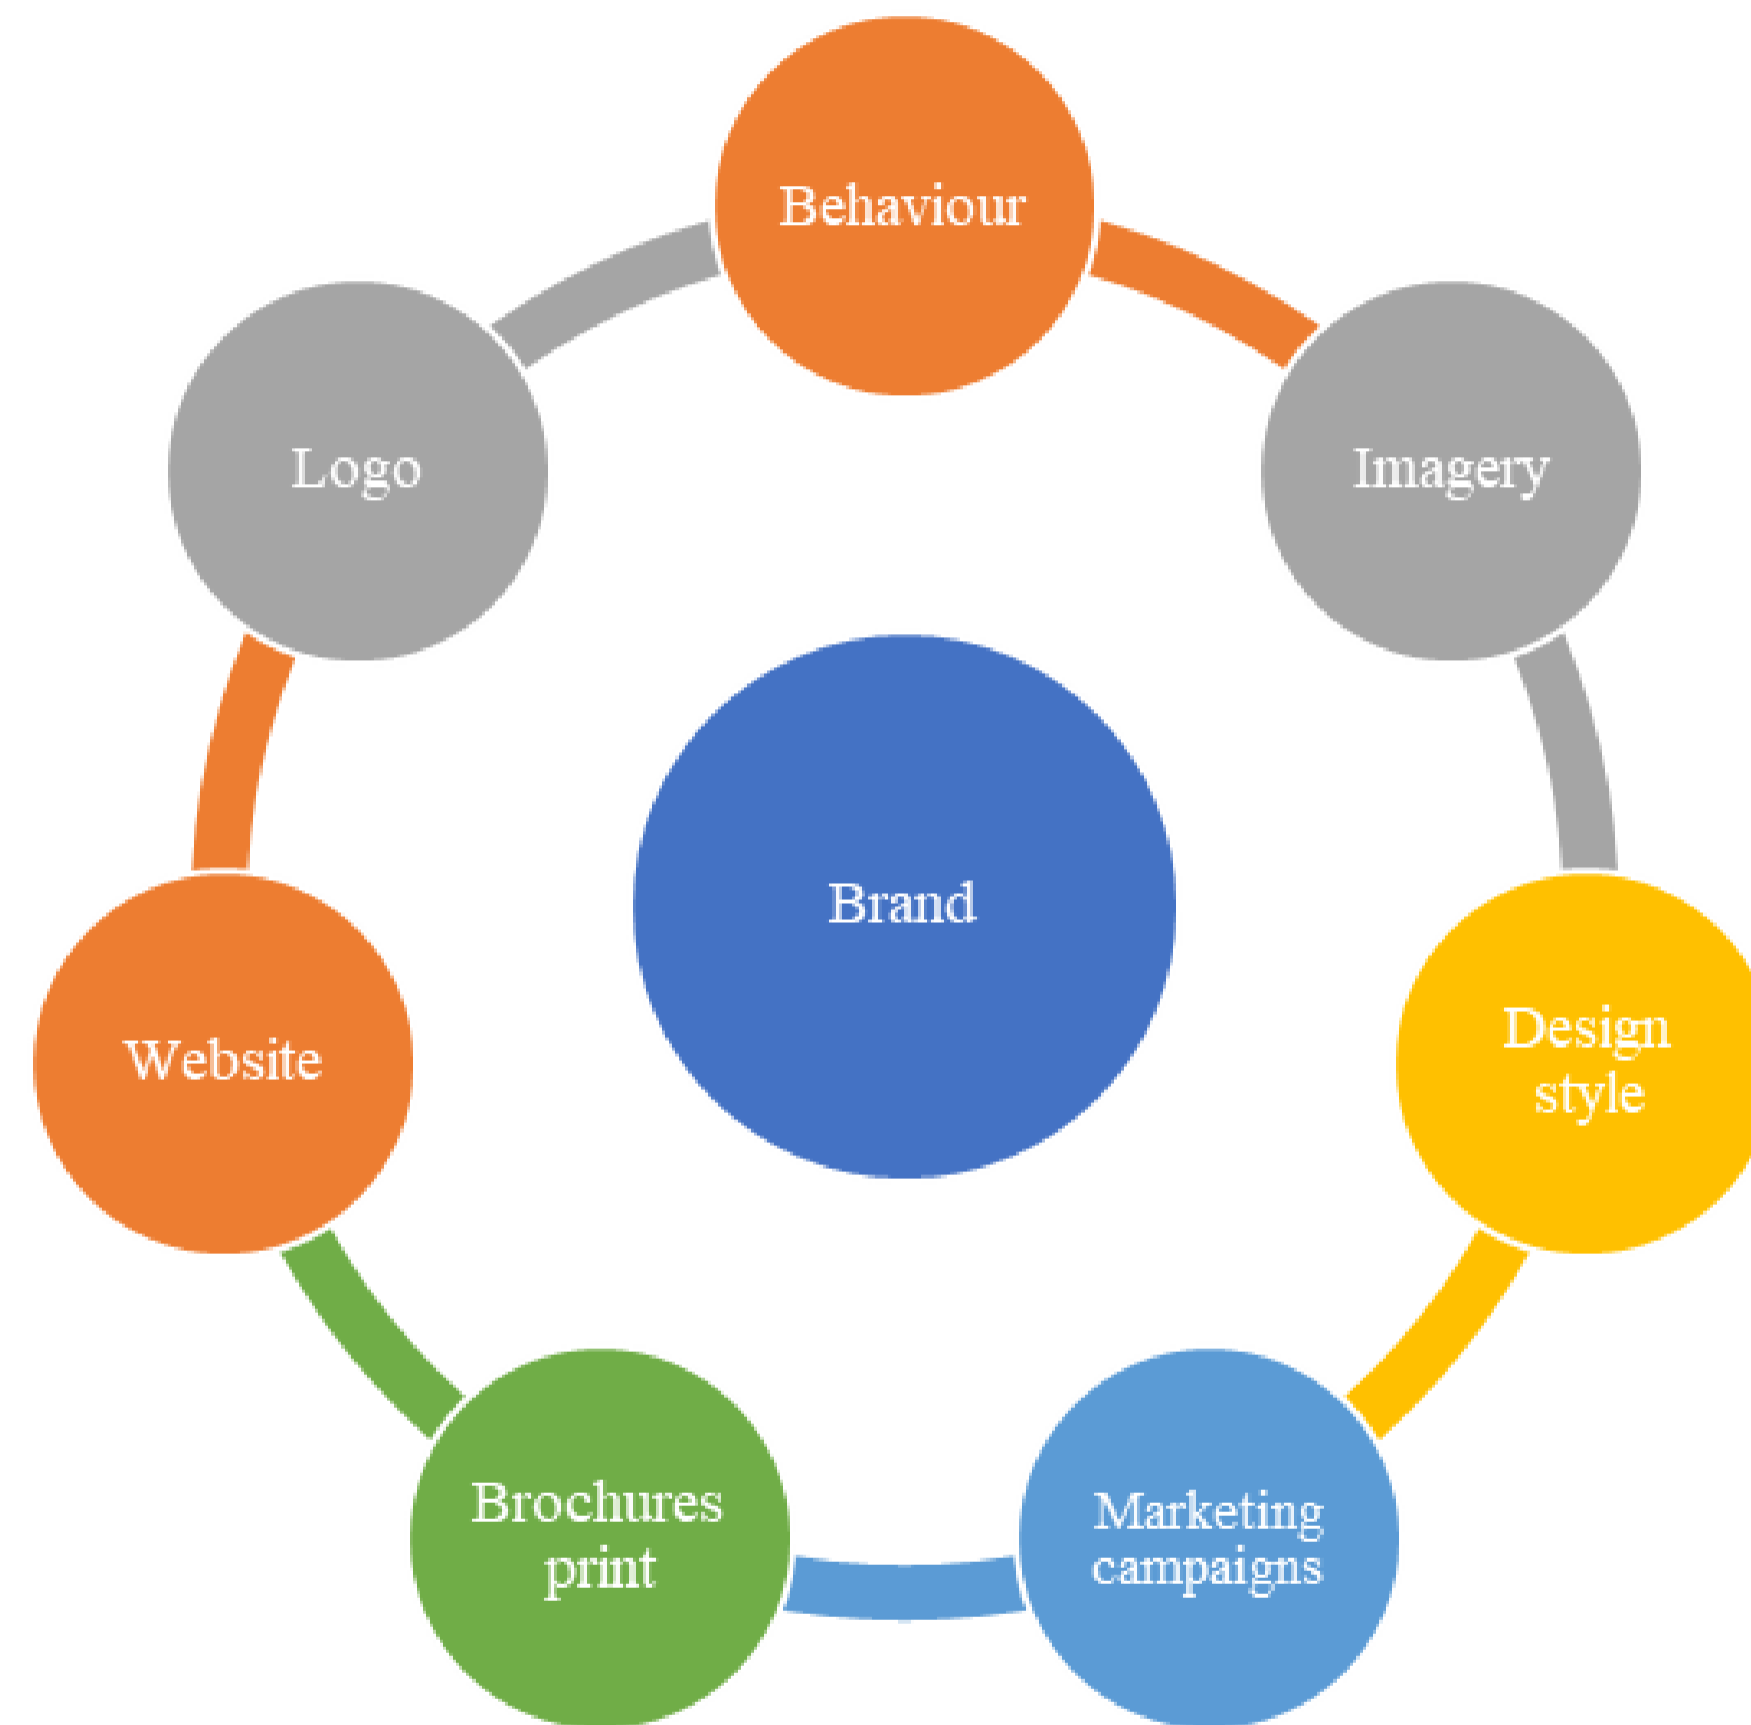 Behaviour
Logo
Imagery
Brand
Website
Design
style
Brochures
print
Marketing
campaigns